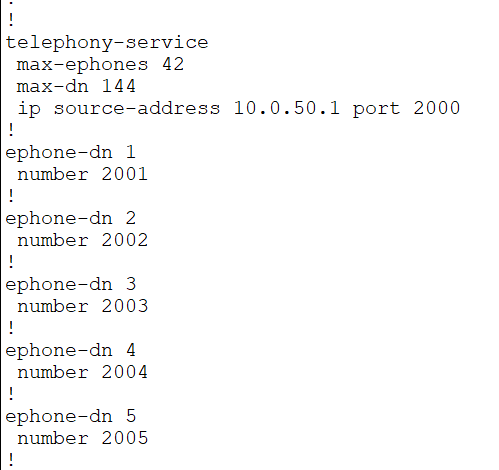 !
telephony-service
 max-ephones 42
 max-dn 144
 ip source-address 10.0.50.1 port 2000
!
ephone-dn 1
 number 2001
!
ephone-dn 2
 number 2002
!
ephone-dn 3
 number 2003
!
ephone-dn 4
 number 2004
!
ephone-dn 5
 number 2005
!